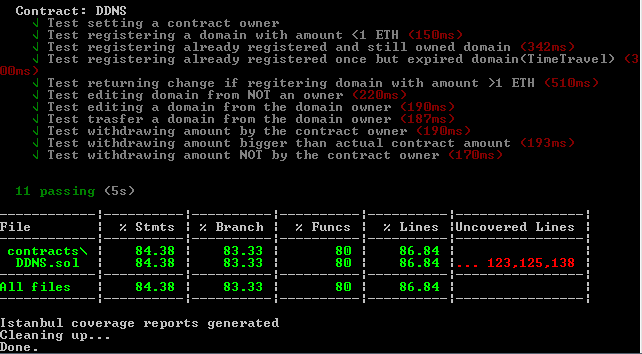 Contract: DDNS
√ Test setting a contract owner
√ Test registering a domain with amount <1 ETH (150ms)
√ Test registering already registered and still owned domain (342ms)
√ Test registering already registered once but expired domain(TimeTravel) (3
00ms)
√ Test returning change if regitering domain with amount >1 ETH (510ms)
√ Test editing domain from NOT an owner (220ms)
√ Test editing a domain from the domain owner (190ms)
√ Test trasfer a domain from the domain owner (187ms)
√ Test withdrawing amount by the contract owner (190ms)
√ Test withdrawing amount bigger than actual contract amount (193ms)
√ Test withdrawing amount NOT by the contract owner (170ms)
11 passing (5s)
----------|----------|----------|----------|----------|----------------|
File | % Stmts | % Branch | % Funcs | % Lines |Uncovered Lines |
----------|----------|----------|----------|----------|----------------|
contracts\ | 84.38 | 83.33 | 80 | 86.84 | |
DDNS.sol | 84.38 | 83.33 | 80 | 86.84 |... 123,125,138 |
----------|----------|----------|----------|----------|----------------|
All files | 84.38 | 83.33 | 80 | 86.84 | |
----------|----------|----------|----------|----------|----------------|
Istanbul coverage reports generated
Cleaning up...
Done.